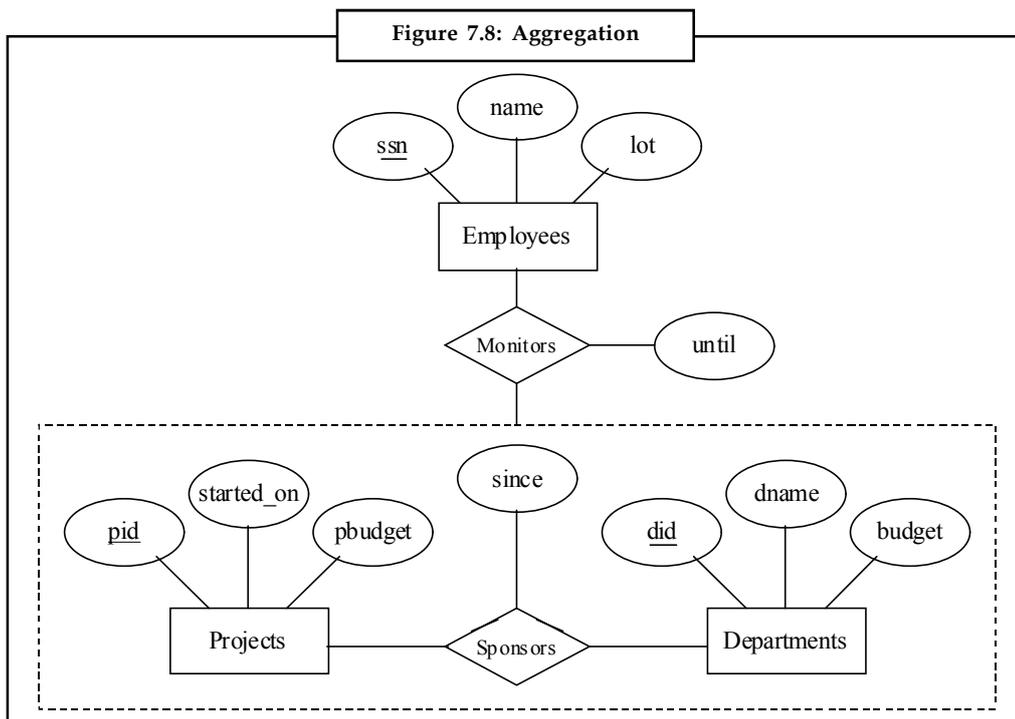 Figure 7.8: Aggregation
name
ssn
lot
Employees
Monitors
until
since
started_on
dname
pid
pbudget
did
budget
Projects
Sponsors
Departments